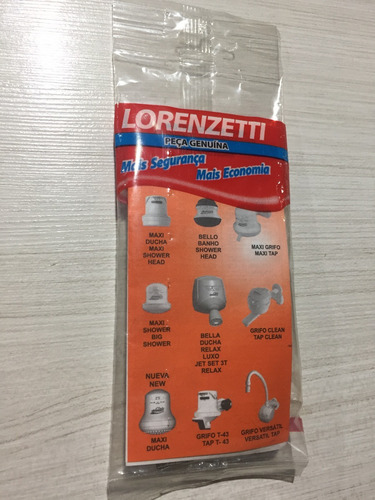 LORENZETTI
PEÇA GENUÍNA
Mais Segurança
Mais Economia
MAXI
DUCHA
MAXI
SHOWER
HEAD
BELLO
BANHO
SHOWER
HEAD
MAXI GRIFO
MAXI TAP
MAXI
SHOWER
BIG
SHOWER
BELLA
DUCHA
RELAX
LUXO
JET SET 3T
RELAX
GRIFO CLEAN
TAP CLEAN
NUEVA
NEW
MAXI
DUCHA
GRIFO T-43
TAP T- 43
GRIFO VERSÁTIL
VERSATIL TAP